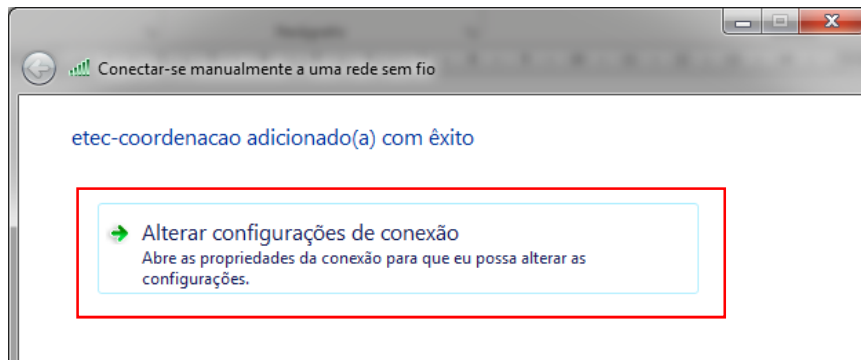 Conectar-se manualmente a uma rede sem fio
etec-coordenacao adicionado(a) com êxito
Alterar configurações de conexão
Abre as propriedades da conexão para que eu possa alterar as
configurações.